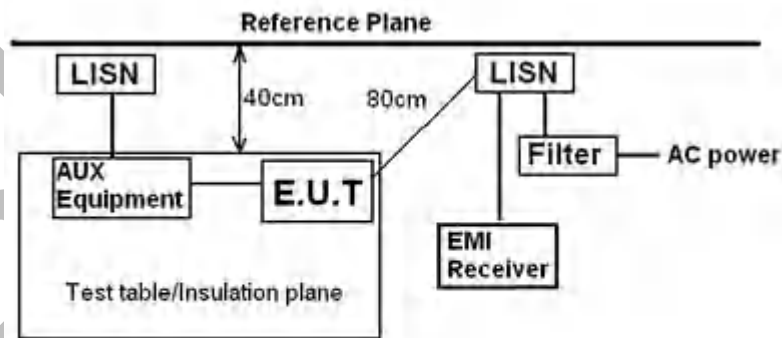 Reference Plane
LISN
40cm
80cm
LISN
Filter
AC power
AUX
Equipment
E.U.T
EMI
Receiver
Test table/Insulation plane